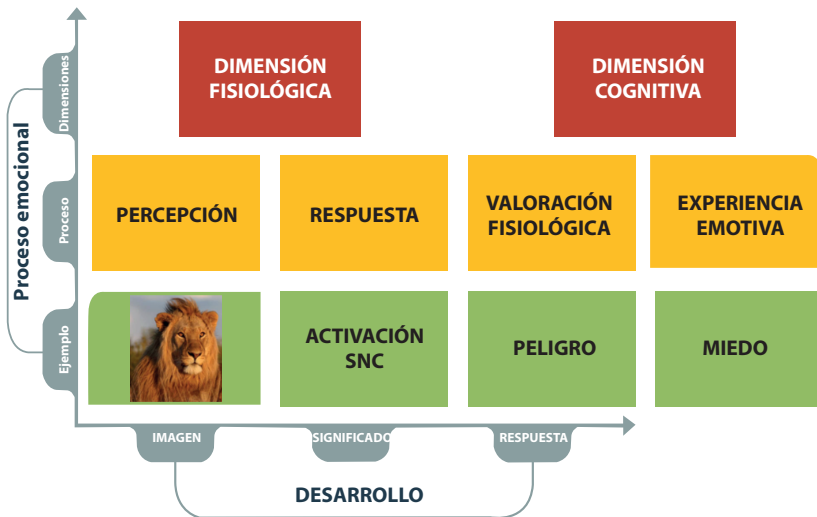 DIMENSIÓN
FISIOLÓGICA
DIMENSIÓN
COGNITIVA
Proceso emocional
Dimensiones
Proceso
Ejemplo
PERCEPCIÓN
RESPUESTA
VALORACIÓN
FISIOLÓGICA
EXPERIENCIA
EMOTIVA
ACTIVACIÓN
SNC
PELIGRO
MIEDO
IMAGEN
SIGNIFICADO
RESPUESTA
DESARROLLO